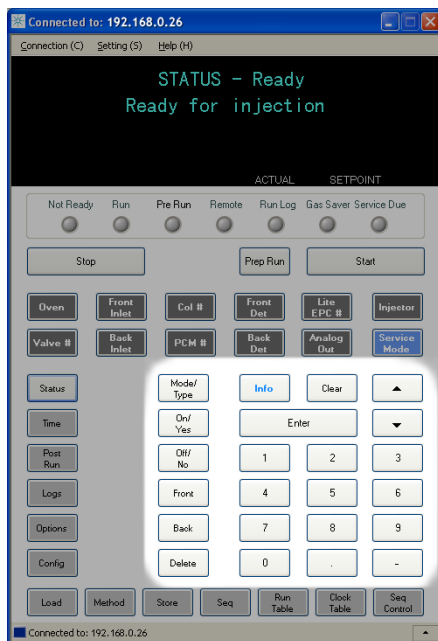 Connected to: 192.168.0.26
Connection (C) Setting (S) Help (H)
STATUS - Ready
Ready for injection
ACTUAL SETPOINT
Not Ready Run Pre Run Remote Run Log Gas Saver Service Due
Stop Prep Run Start
Oven Front Inlet Col # Front Det Lite EPC # Injector
Valve # Back Inlet PCM # Back Det Analog Out Service Mode
Status Mode/ Type Info Clear
Time On/ Yes Enter
Post Run Off/ No 1 2 3
Logs Front 4 5 6
Options Back 7 8 9
Config Delete 0 . -
Load Method Store Seq Run Table Clock Table Seq Control
Connected to: 192.168.0.26